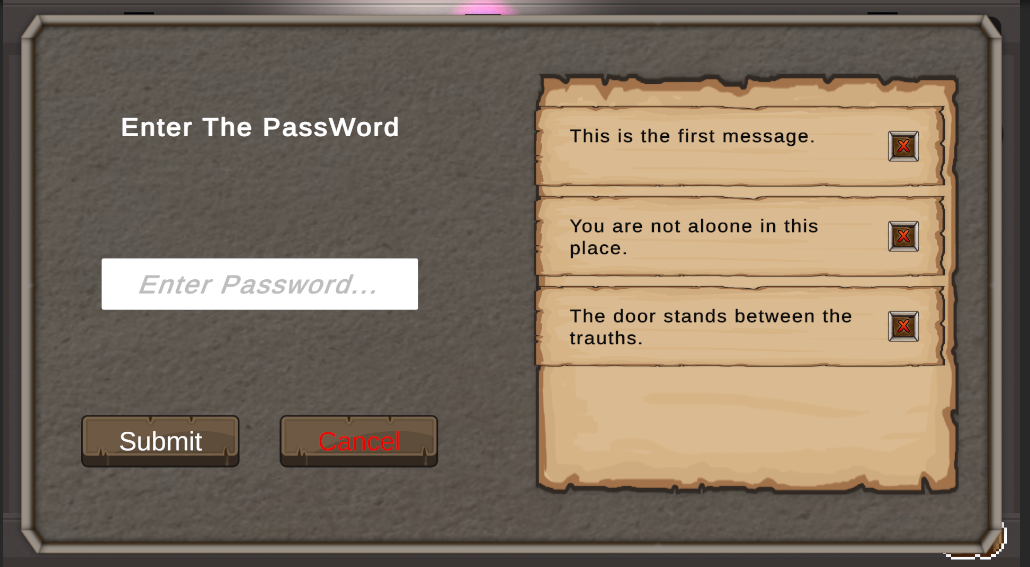 Enter The PassWord
Enter Password...
Submit
Cancel
This is the first message.
X
You are not aloone in this
place.
X
The door stands between the
trauths.
X